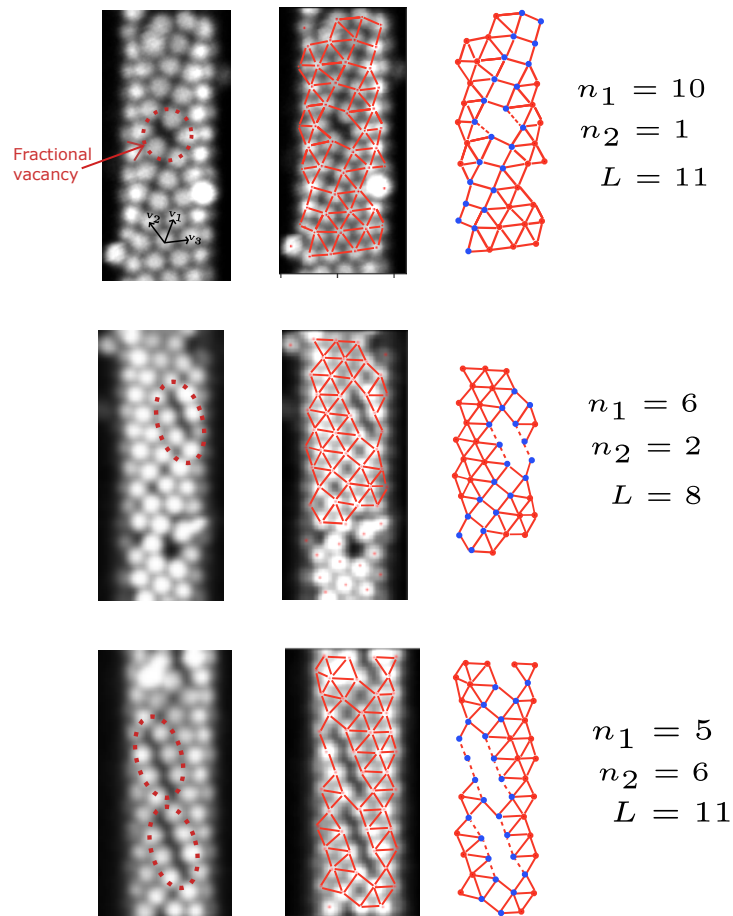 Fractional
vacancy
v₂ v₁
v₃
n₁ = 10
n₂ = 1
L = 11
n₁ = 6
n₂ = 2
L = 8
n₁ = 5
n₂ = 6
L = 11